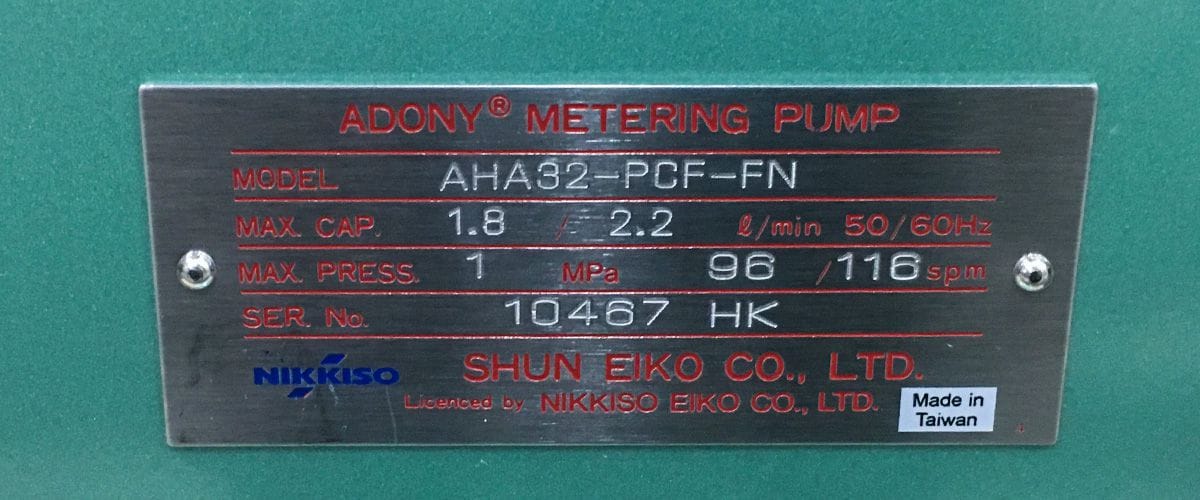 ADONY® METERING PUMP
MODEL AHA32-PCF-FN
MAX. CAP. 1.8 / 2.2 ℓ/min 50/60Hz
MAX. PRESS. 1 MPa 96 /116 spm
SER. No. 10467 HK
NIKKISO SHUN EIKO CO., LTD.
Licenced by NIKKISO EIKO CO., LTD.
Made in
Taiwan